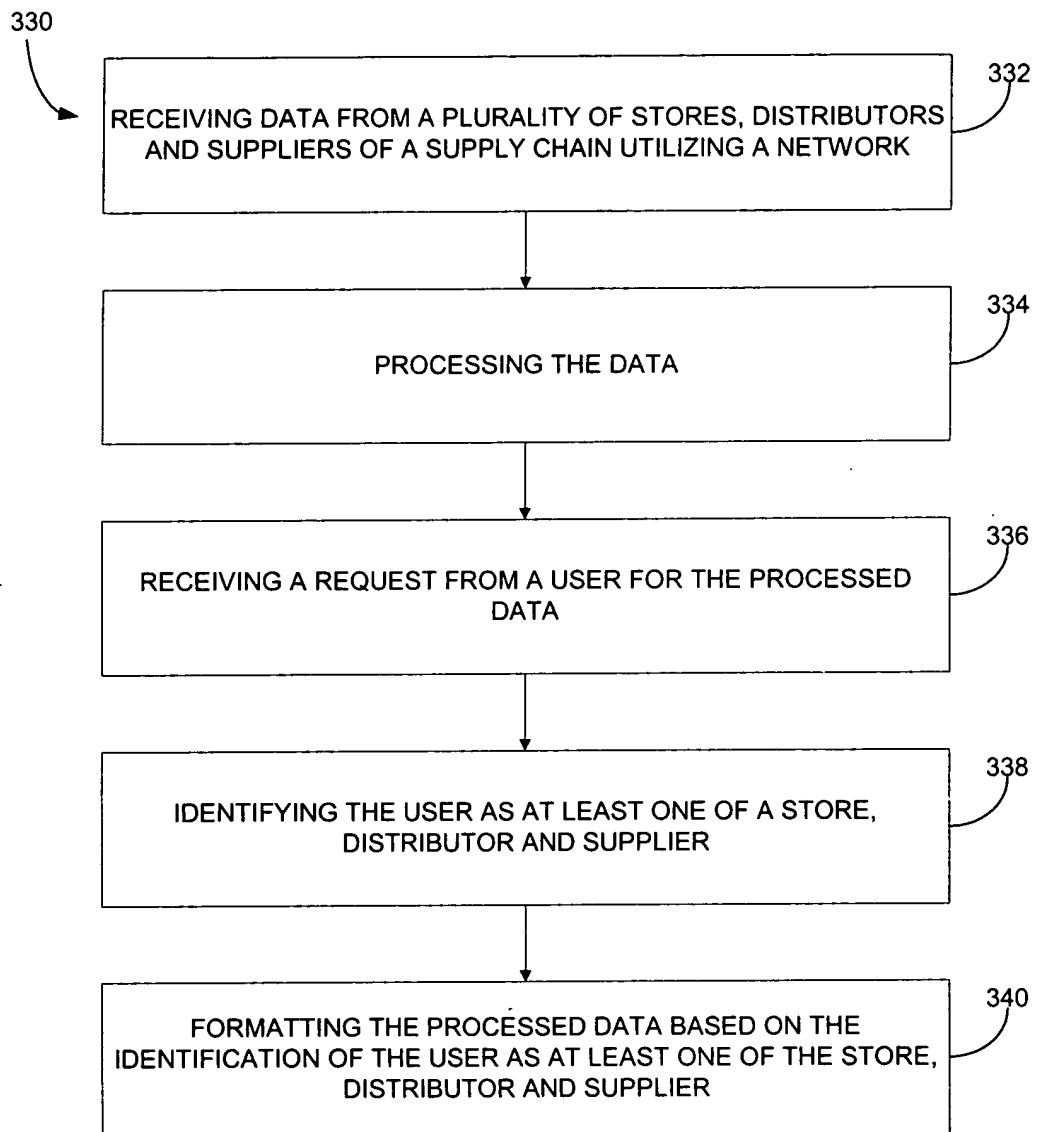 330
332
RECEIVING DATA FROM A PLURALITY OF STORES, DISTRIBUTORS
AND SUPPLIERS OF A SUPPLY CHAIN UTILIZING A NETWORK
334
PROCESSING THE DATA
336
RECEIVING A REQUEST FROM A USER FOR THE PROCESSED
DATA
338
IDENTIFYING THE USER AS AT LEAST ONE OF A STORE,
DISTRIBUTOR AND SUPPLIER
340
FORMATTING THE PROCESSED DATA BASED ON THE
IDENTIFICATION OF THE USER AS AT LEAST ONE OF THE STORE,
DISTRIBUTOR AND SUPPLIER